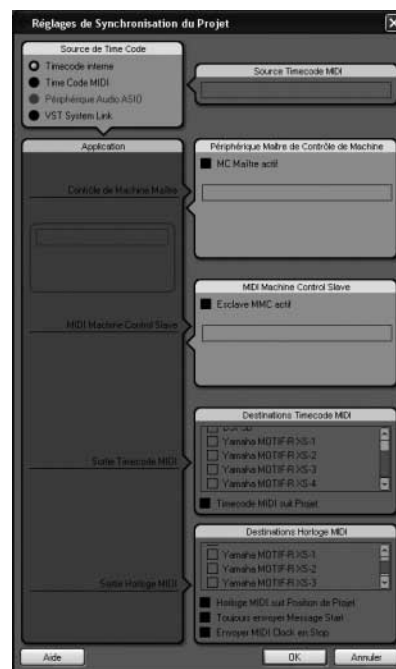 Réglages de Synchronisation du Projet
Source de Time Code
Timecode interne
Time Code MIDI
Périphérique Audio ASIO
VST System Link
Source Timecode MIDI
Application
Contrôle de Machine Maître
MIDI Machine Control Slave
Sortie Timecode MIDI
Sortie Horloge MIDI
Périphérique Maître de Contrôle de Machine
MC Maître actif
MIDI Machine Control Slave
Esclave MMC actif
Destinations Timecode MIDI
Yamaha MOTIF-R XS-1
Yamaha MOTIF-R XS-2
Yamaha MOTIF-R XS-3
Yamaha MOTIF-R XS-4
Timecode MIDI suit Projet
Destinations Horloge MIDI
Yamaha MOTIF-R XS-1
Yamaha MOTIF-R XS-2
Yamaha MOTIF-R XS-3
Horloge MIDI suit Position de Projet
Toujours envoyer Message Start
Envoyer MIDI Clock en Stop
Aide
OK
Annuler